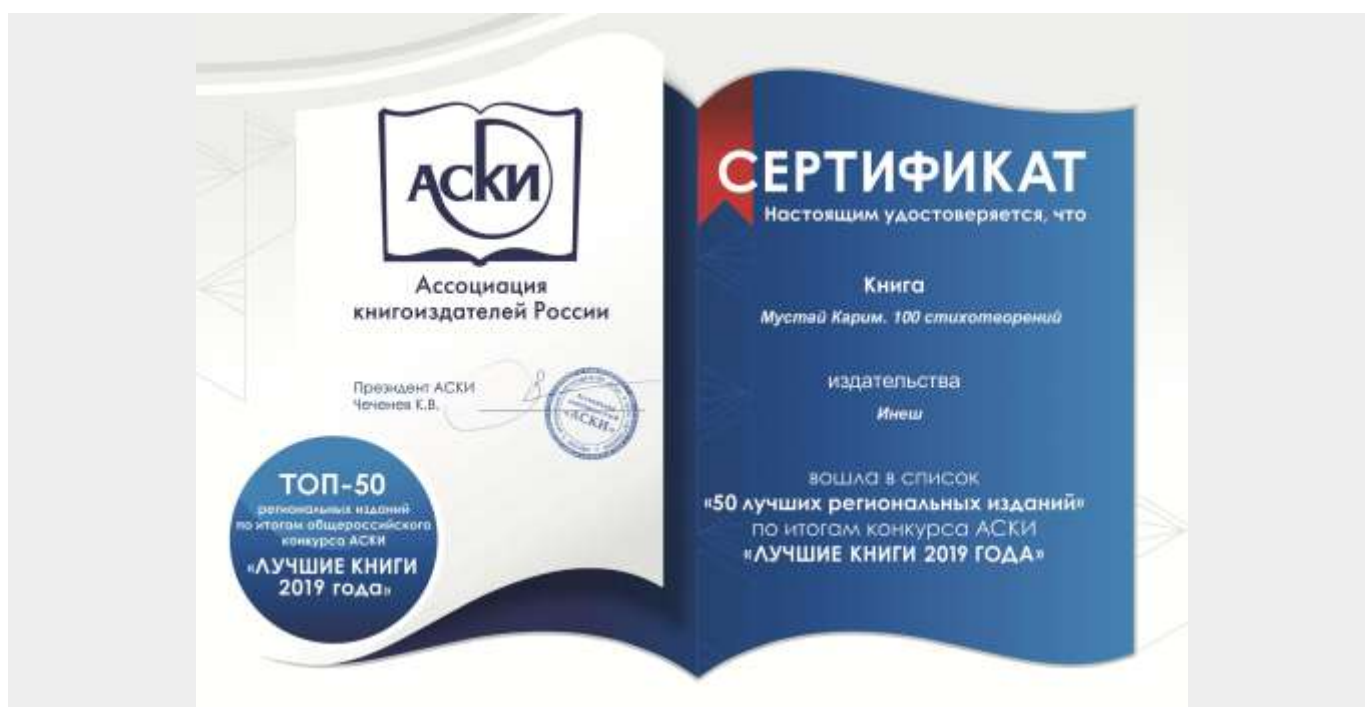 АСКИ
Ассоциация
книгоиздателей России
Президент АСКИ
Чеченев К.В.
«АСКИ»
ТОП-50
региональных изданий
по итогам общероссийского
конкурса АСКИ
«ЛУЧШИЕ КНИГИ
2019 года»
СЕРТИФИКАТ
Настоящим удостоверяется, что
Книга
Мустай Карим. 100 стихотворений
издательства
Инеш
вошла в список
«50 лучших региональных изданий»
по итогам конкурса АСКИ
«ЛУЧШИЕ КНИГИ 2019 ГОДА»